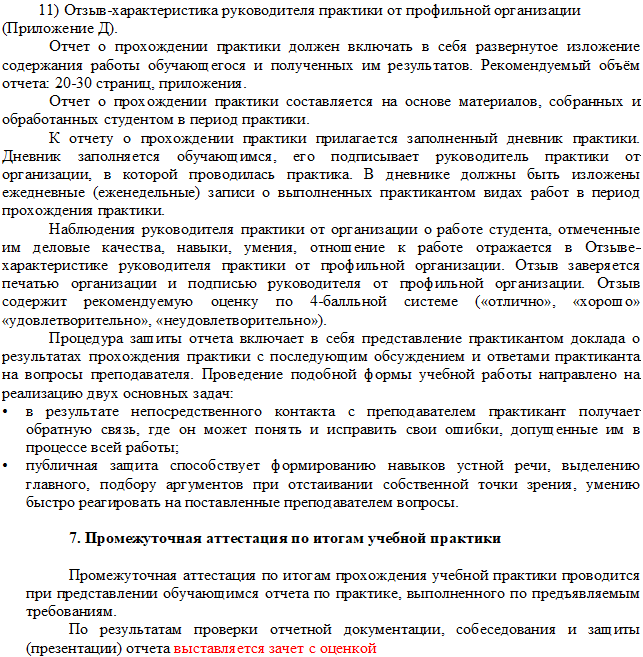 11) Отзыв-характеристика руководителя практики от профильной организации
(Приложение Д).
Отчет о прохождении практики должен включать в себя развернутое изложение
содержания работы обучающегося и полученных им результатов. Рекомендуемый объём
отчета: 20-30 страниц, приложения.
Отчет о прохождении практики составляется на основе материалов, собранных и
обработанных студентом в период практики.
К отчету о прохождении практики прилагается заполненный дневник практики.
Дневник заполняется обучающимся, его подписывает руководитель практики от
организации, в которой проводилась практика. В дневнике должны быть изложены
ежедневные (еженедельные) записи о выполненных практикантом видах работ в период
прохождения практики.
Наблюдения руководителя практики от организации о работе студента, отмеченные
им деловые качества, навыки, умения, отношение к работе отражается в Отзыве-
характеристике руководителя практики от профильной организации. Отзыв заверяется
печатью организации и подписью руководителя от профильной организации. Отзыв
содержит рекомендуемую оценку по 4-балльной системе («отлично», «хорошо»
«удовлетворительно», «неудовлетворительно»).
Процедура защиты отчета включает в себя представление практикантом доклада о
результатах прохождения практики с последующим обсуждением и ответами практиканта
на вопросы преподавателя. Проведение подобной формы учебной работы направлено на
реализацию двух основных задач:
• в результате непосредственного контакта с преподавателем практикант получает
обратную связь, где он может понять и исправить свои ошибки, допущенные им в
процессе всей работы;
• публичная защита способствует формированию навыков устной речи, выделению
главного, подбору аргументов при отстаивании собственной точки зрения, умению
быстро реагировать на поставленные преподавателем вопросы.
7. Промежуточная аттестация по итогам учебной практики
Промежуточная аттестация по итогам прохождения учебной практики проводится
при представлении обучающимся отчета по практике, выполненного по предъявляемым
требованиям.
По результатам проверки отчетной документации, собеседования и защиты
(презентации) отчета выставляется зачет с оценкой